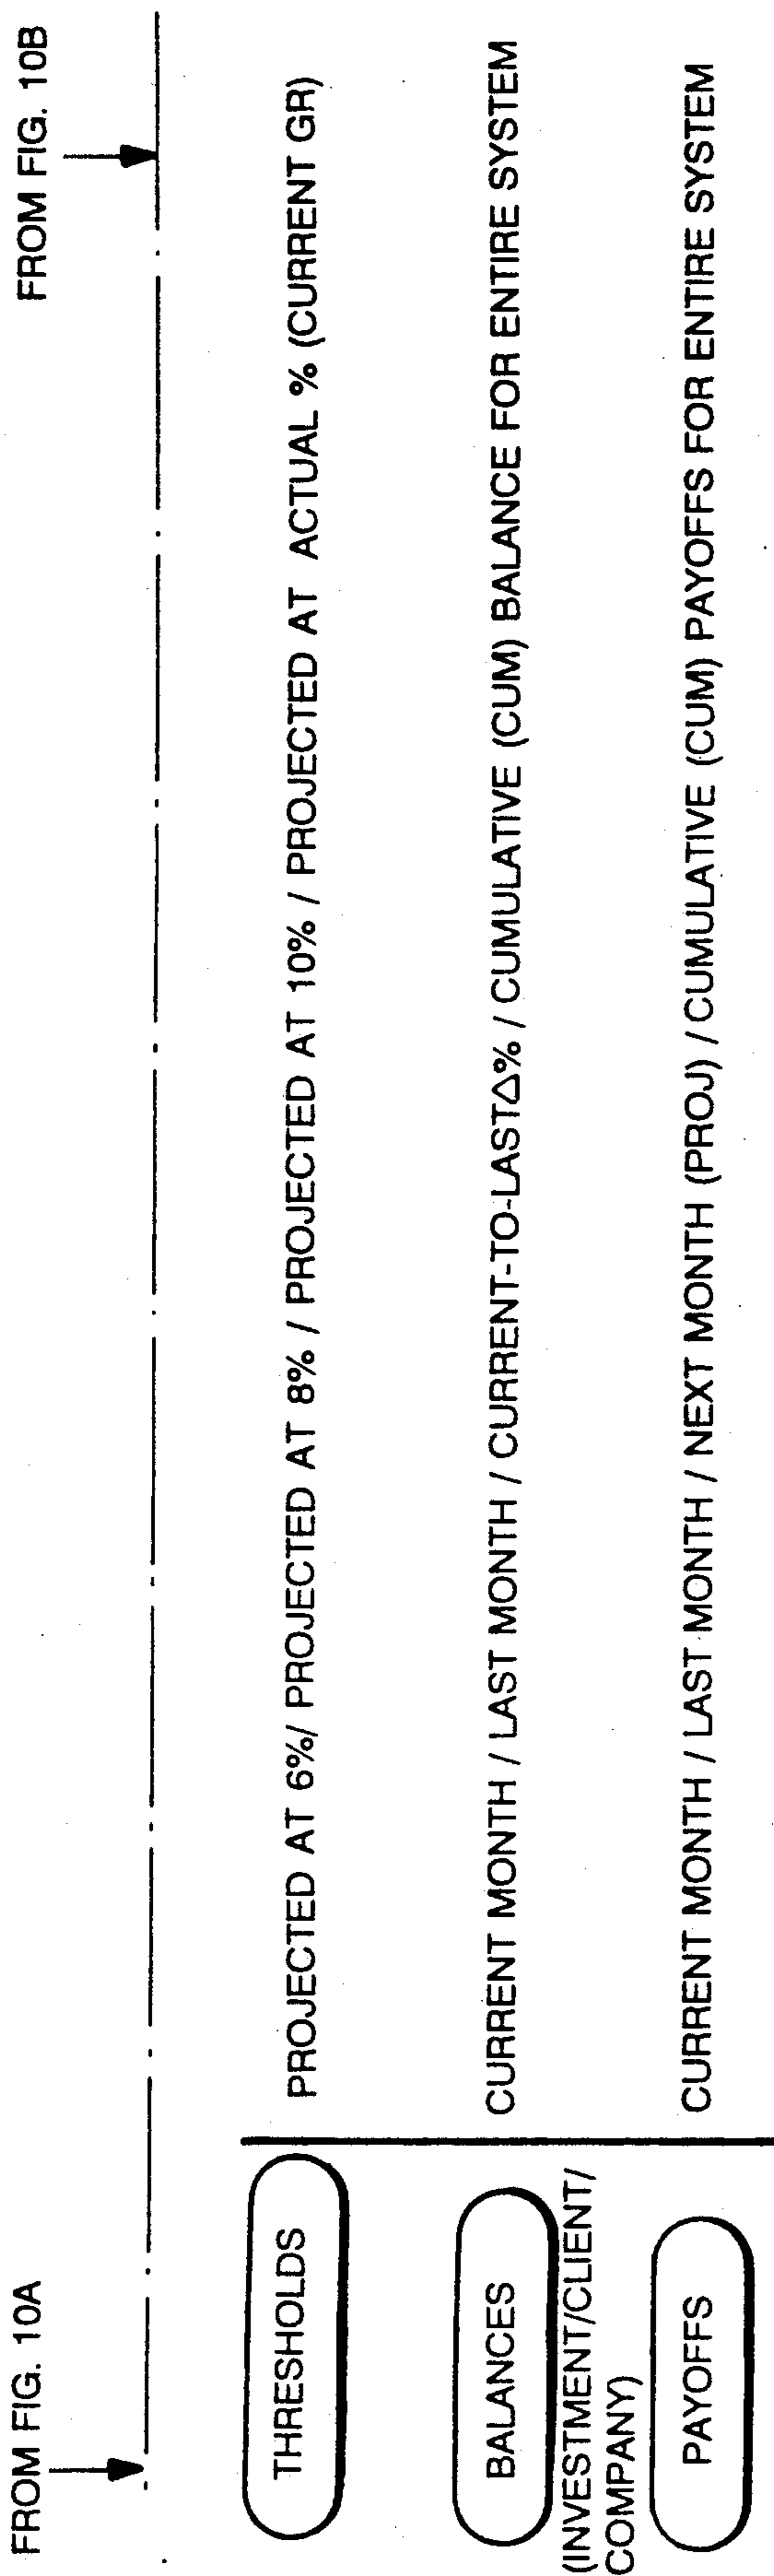 FROM FIG. 10A
FROM FIG. 10B
THRESHOLDS
PROJECTED AT 6%/ PROJECTED AT 8% / PROJECTED AT 10% / PROJECTED AT ACTUAL % (CURRENT GR)
BALANCES
CURRENT MONTH / LAST MONTH / CURRENT-TO-LAST△% / CUMULATIVE (CUM) BALANCE FOR ENTIRE SYSTEM
(INVESTMENT/CLIENT/
COMPANY)
PAYOFFS
CURRENT MONTH / LAST MONTH / NEXT MONTH (PROJ) / CUMULATIVE (CUM) PAYOFFS FOR ENTIRE SYSTEM